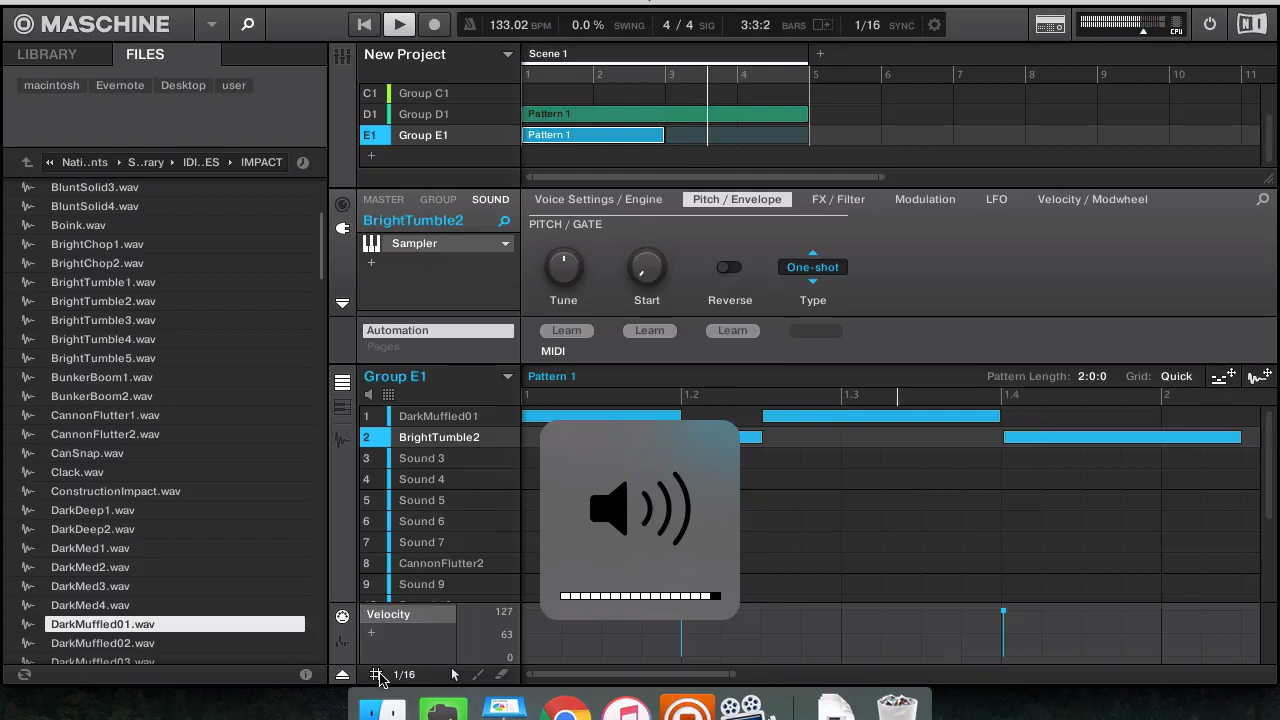 MASCHINE
133.02 BPM
0.0 % SWING
4 / 4 SIG
3:3:2 BARS
1/16 SYNC
CPU
LIBRARY
FILES
macintosh
Evernote
Desktop
user
Nati..nts
S..rary
IDI..ES
IMPACT
BluntSolid3.wav
BluntSolid4.wav
Boink.wav
BrightChop1.wav
BrightChop2.wav
BrightTumble1.wav
BrightTumble2.wav
BrightTumble3.wav
BrightTumble4.wav
BrightTumble5.wav
BunkerBoom1.wav
BunkerBoom2.wav
CannonFlutter1.wav
CannonFlutter2.wav
CanSnap.wav
Clack.wav
ConstructionImpact.wav
DarkDeep1.wav
DarkDeep2.wav
DarkMed1.wav
DarkMed2.wav
DarkMed3.wav
DarkMed4.wav
DarkMuffled01.wav
DarkMuffled02.wav
DarkMuffled03.wav
New Project
Scene 1
1 2 3 4 5 6 7 8 9 10 11
C1 Group C1
D1 Group D1
Pattern 1
E1 Group E1
Pattern 1
MASTER GROUP SOUND
BrightTumble2
Sampler
Automation
Pages
Voice Settings / Engine
Pitch / Envelope
FX / Filter
Modulation
LFO
Velocity / Modwheel
PITCH / GATE
One-shot
Tune
Start
Reverse
Type
Learn
Learn
Learn
MIDI
Group E1
Pattern 1
Pattern Length: 2:0:0
Grid: Quick
1 1.2 1.3 1.4 2
1 DarkMuffled01
2 BrightTumble2
3 Sound 3
4 Sound 4
5 Sound 5
6 Sound 6
7 Sound 7
8 CannonFlutter2
9 Sound 9
Velocity
127
63
0
1/16